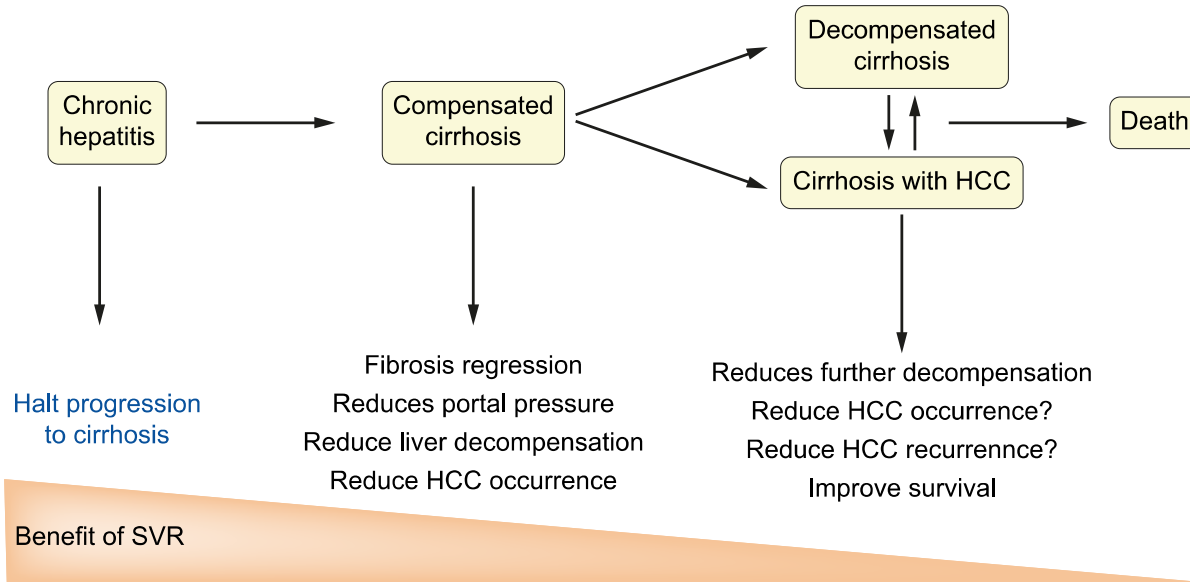 Chronic
hepatitis
Compensated
cirrhosis
Decompensated
cirrhosis
Cirrhosis with HCC
Death
Halt progression
to cirrhosis
Fibrosis regression
Reduces portal pressure
Reduce liver decompensation
Reduce HCC occurrence
Reduces further decompensation
Reduce HCC occurrence?
Reduce HCC recurrennce?
Improve survival
Benefit of SVR